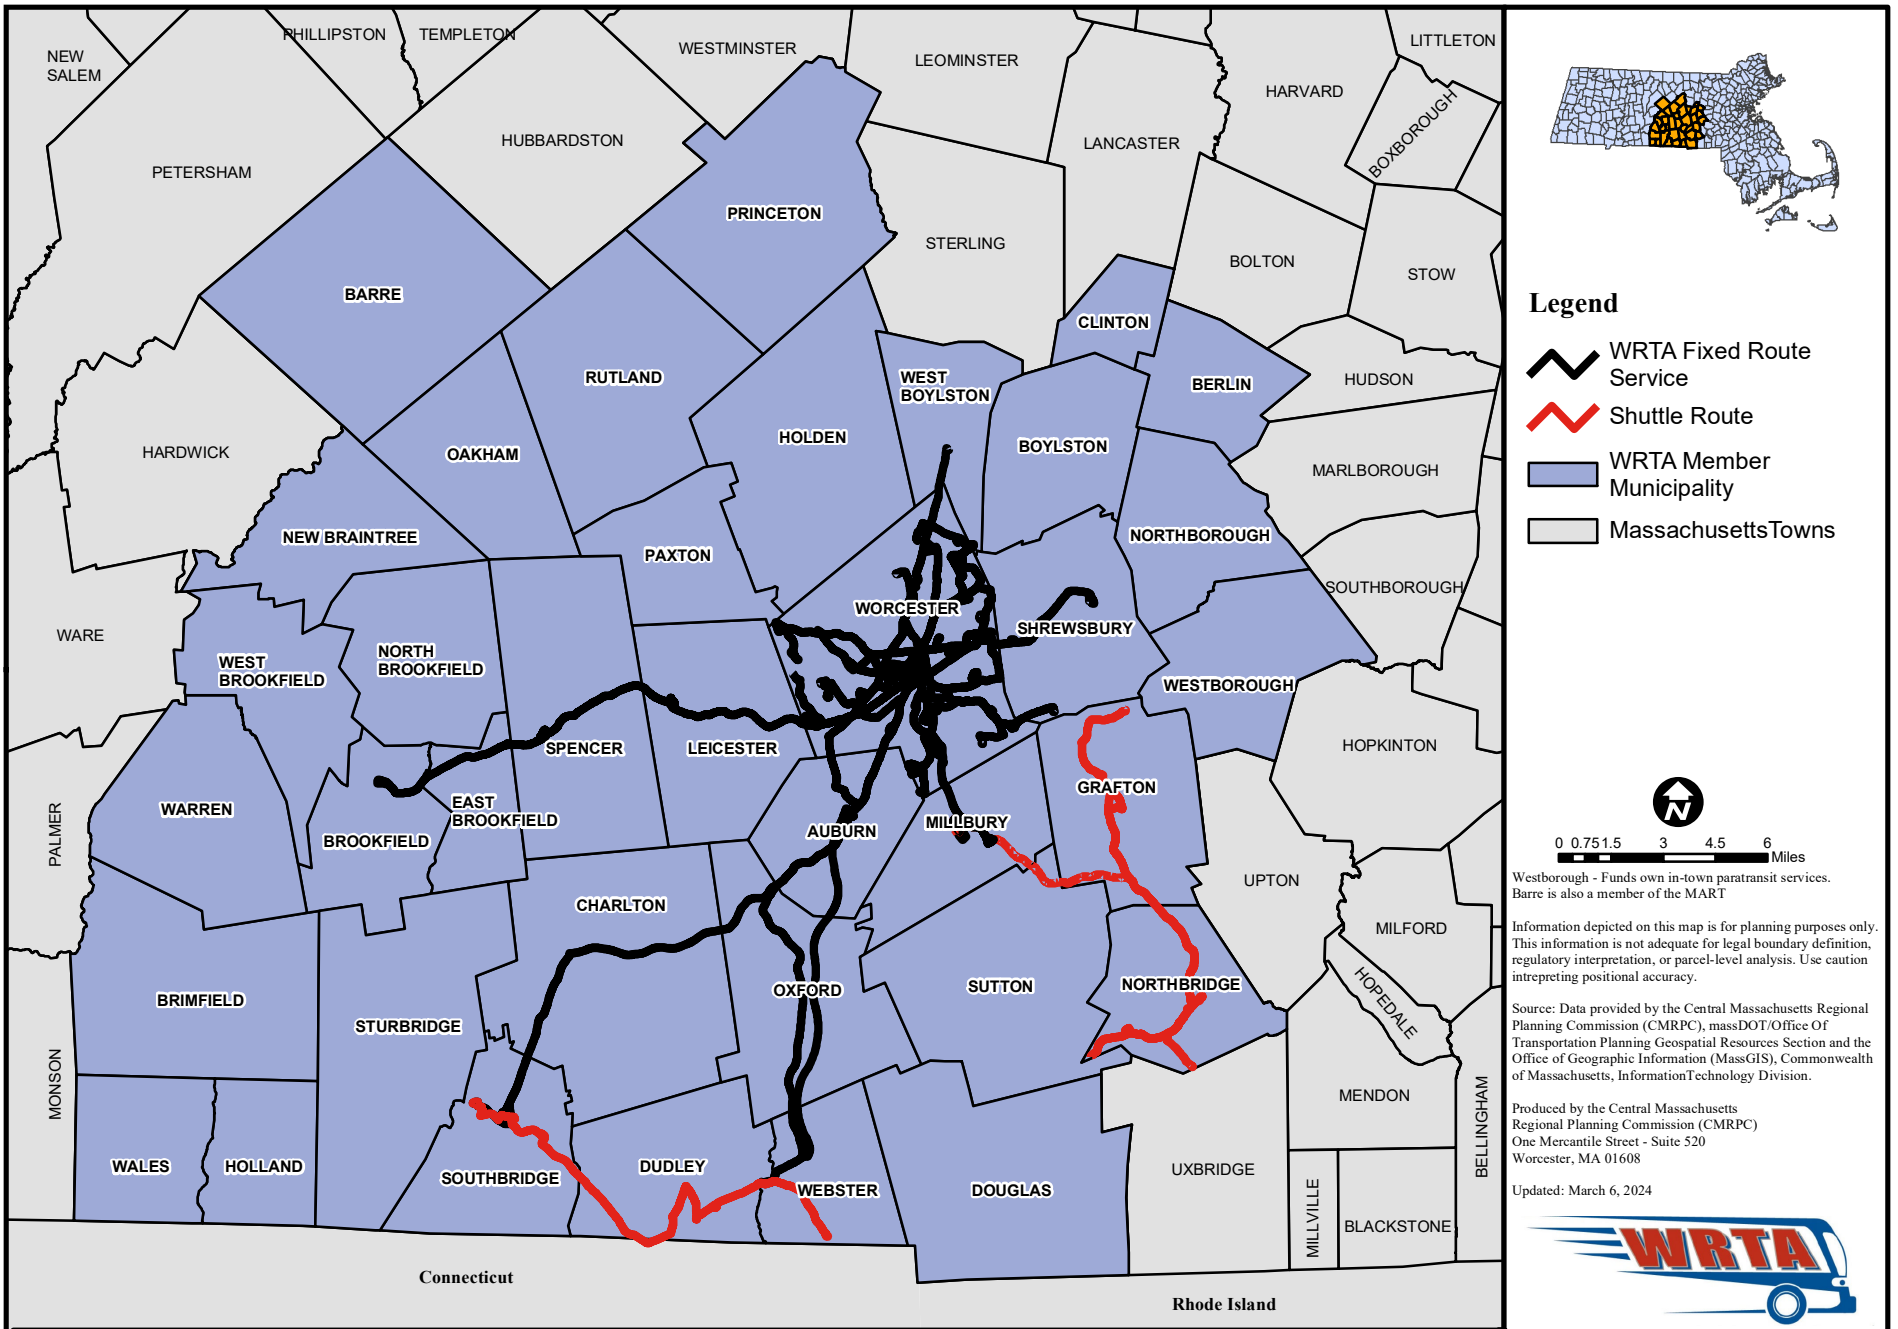 NEW
SALEM
PHILLIPSTON
TEMPLETON
WESTMINSTER
LEOMINSTER
LITTLETON
HARVARD
BOXBOROUGH
HUBBARDSTON
LANCASTER
PETERSHAM
PRINCETON
STERLING
BOLTON
STOW
BARRE
CLINTON
RUTLAND
WEST
BOYLSTON
BERLIN
HUDSON
HOLDEN
BOYLSTON
HARDWICK
OAKHAM
MARLBOROUGH
NEW BRAINTREE
PAXTON
NORTHBOROUGH
SOUTHBOROUGH
WORCESTER
SHREWSBURY
WARE
WEST
BROOKFIELD
NORTH
BROOKFIELD
WESTBOROUGH
SPENCER
LEICESTER
HOPKINTON
GRAFTON
PALMER
WARREN
EAST
BROOKFIELD
BROOKFIELD
AUBURN
MILLBURY
UPTON
CHARLTON
MILFORD
BRIMFIELD
STURBRIDGE
OXFORD
SUTTON
NORTHBRIDGE
HOPEDALE
MONSON
MENDON
BELLINGHAM
WALES
HOLLAND
SOUTHBRIDGE
DUDLEY
WEBSTER
DOUGLAS
UXBRIDGE
MILLVILLE
BLACKSTONE
Connecticut
Rhode Island
Legend
WRTA Fixed Route
Service
Shuttle Route
WRTA Member
Municipality
MassachusettsTowns
N
0 0.75 1.5 3 4.5 6
Miles
Westborough - Funds own in-town paratransit services.
Barre is also a member of the MART
Information depicted on this map is for planning purposes only.
This information is not adequate for legal boundary definition,
regulatory interpretation, or parcel-level analysis. Use caution
intrepreting positional accuracy.
Source: Data provided by the Central Massachusetts Regional
Planning Commission (CMRPC), massDOT/Office Of
Transportation Planning Geospatial Resources Section and the
Office of Geographic Information (MassGIS), Commonwealth
of Massachusetts, InformationTechnology Division.
Produced by the Central Massachusetts
Regional Planning Commission (CMRPC)
One Mercantile Street - Suite 520
Worcester, MA 01608
Updated: March 6, 2024
WRTA